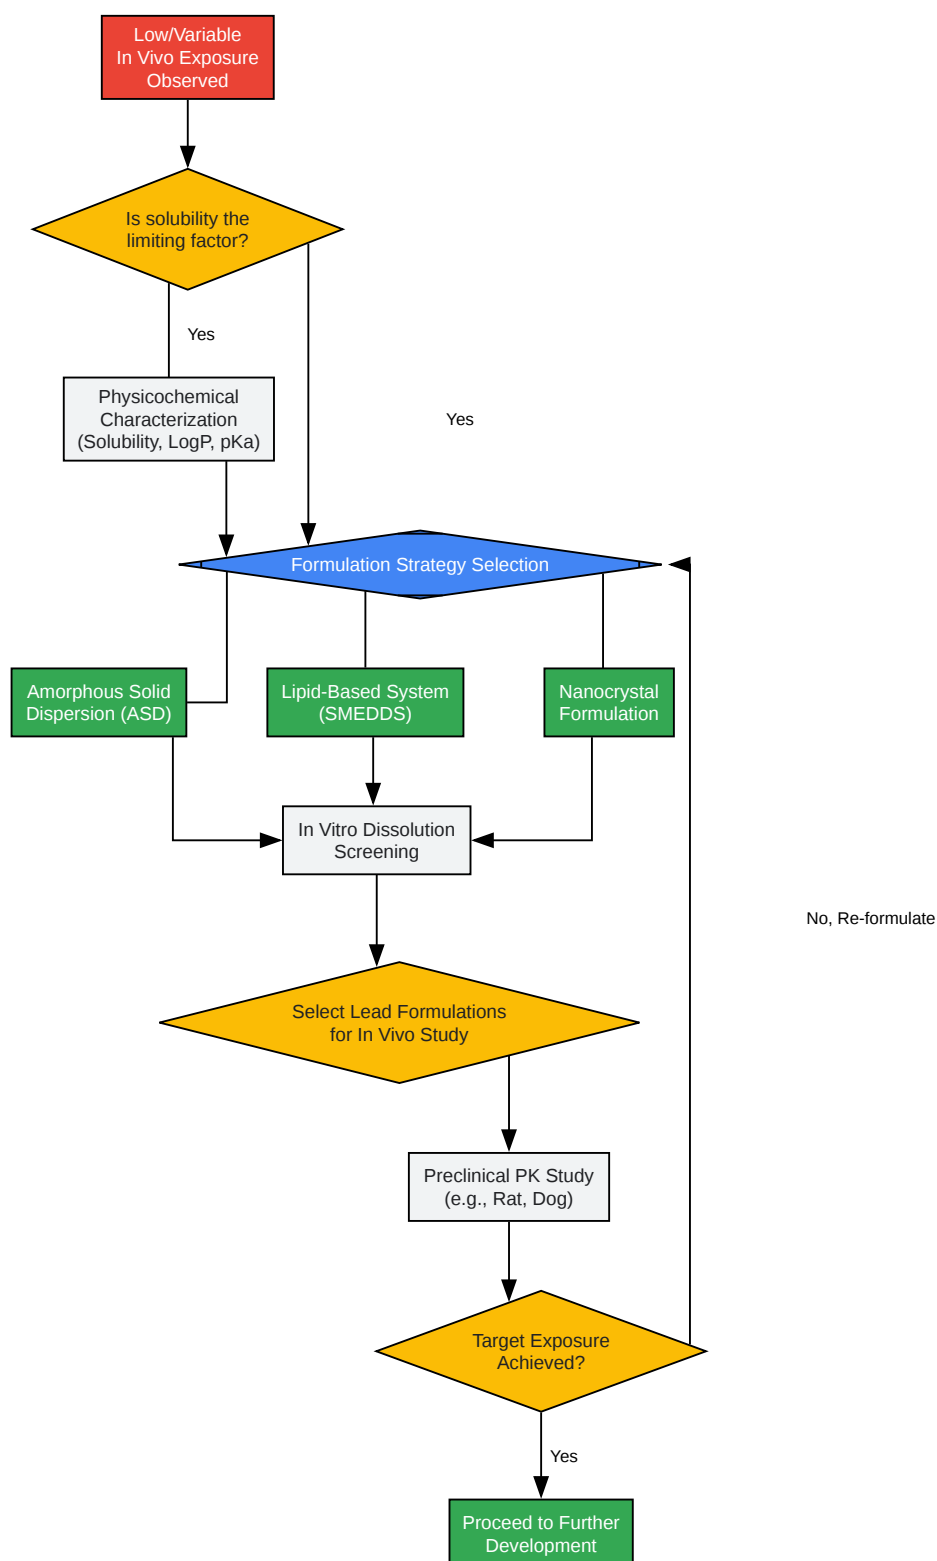 Low/Variable
In Vivo Exposure
Observed
Is solubility the
limiting factor?
Yes
Physicochemical
Characterization
(Solubility, LogP, pKa)
Yes
Formulation Strategy Selection
Amorphous Solid
Dispersion (ASD)
Lipid-Based System
(SMEDDS)
Nanocrystal
Formulation
In Vitro Dissolution
Screening
No, Re-formulate
Select Lead Formulations
for In Vivo Study
Preclinical PK Study
(e.g., Rat, Dog)
Target Exposure
Achieved?
Yes
Proceed to Further
Development